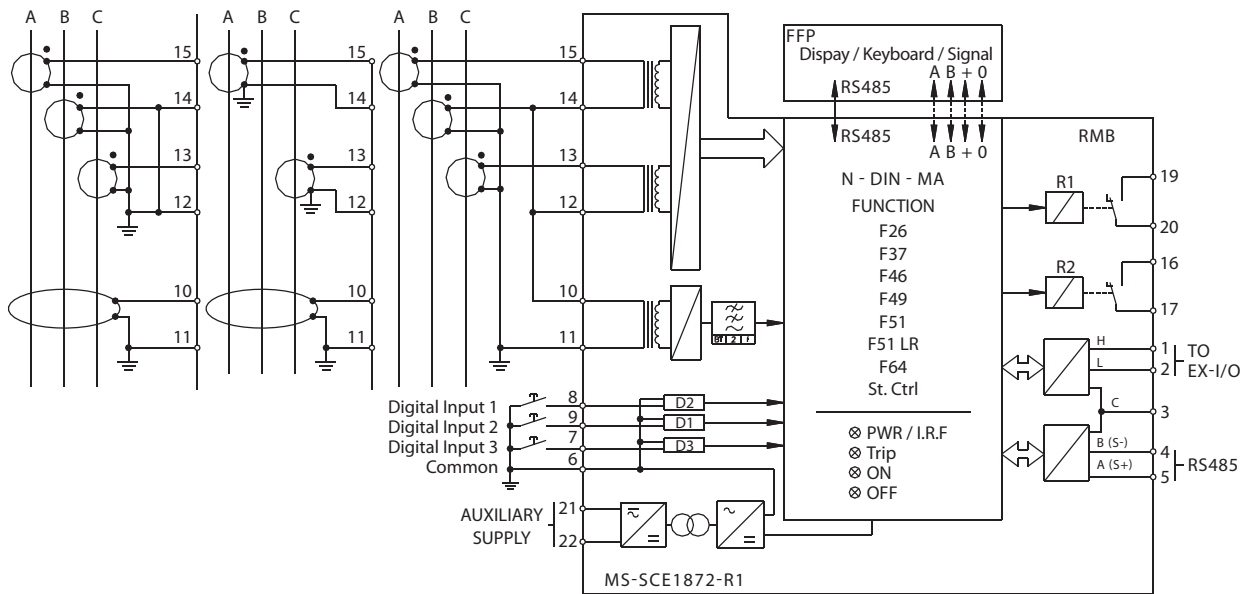 A B C
15
14
13
12
10
11
A B C
15
14
13
12
10
11
A B C
15
14
13
12
10
11
FFP
Dispav / Keyboard / Signal
RS485
A B + 0
RS485
A B + 0
RMB
N - DIN - MA
FUNCTION
F26
F37
F46
F49
F51
F51 LR
F64
St. Ctrl
PWR / I.R.F
Trip
ON
OFF
R1
19
20
R2
16
17
H
1
L
2
TO
EX-I/O
C
3
B (S-)
4
A (S+)
5
RS485
BT 2 f
Digital Input 1
8
D2
Digital Input 2
9
D1
Digital Input 3
7
D3
Common
6
AUXILIARY
SUPPLY
21
22
MS-SCE1872-R1